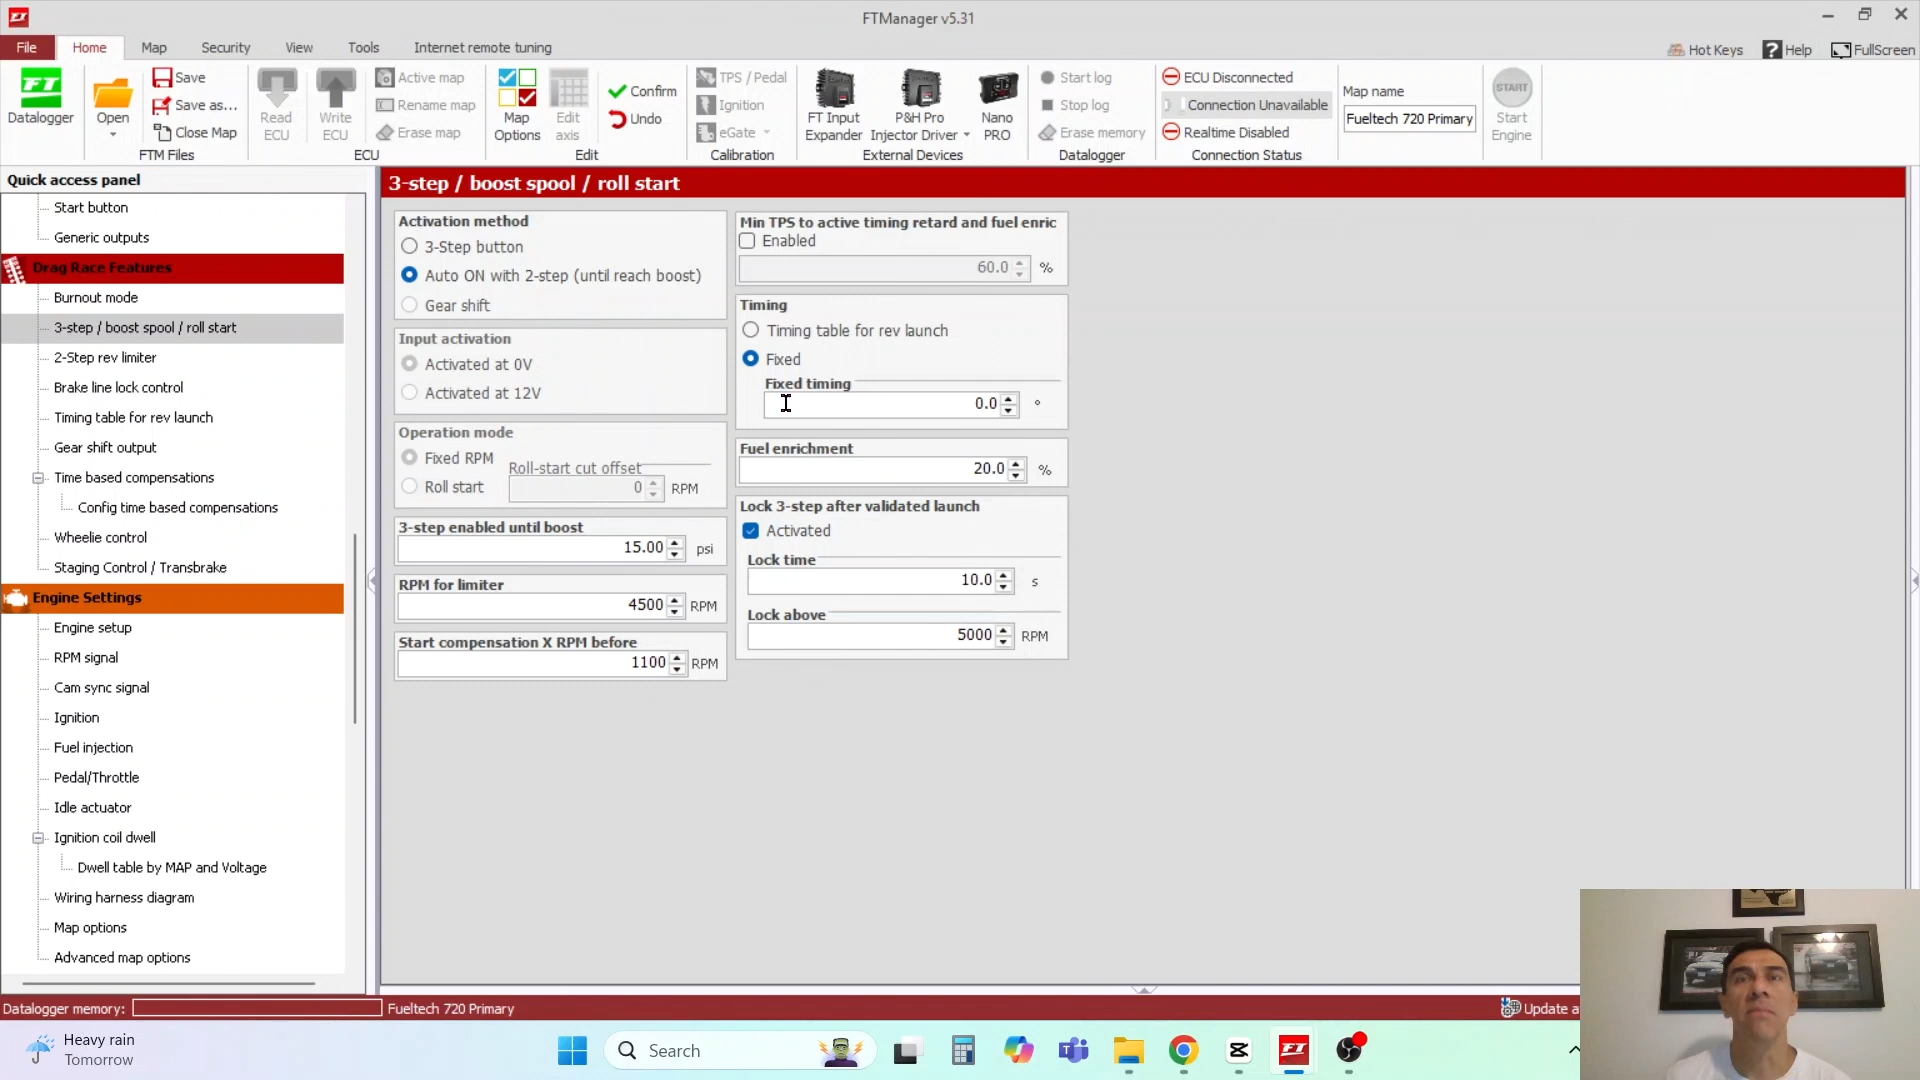 FTManager v5.31
File Home Map Security View Tools Internet remote tuning
Hot Keys Help FullScreen
Datalogger
Open
Save
Save as...
Close Map
FTM Files
Read ECU
Write ECU
Active map
Rename map
Erase map
ECU
Map Options
Edit axis
Confirm
Undo
Edit
TPS / Pedal
Ignition
eGate
Calibration
FT Input Expander
P&H Pro Injector Driver
Nano PRO
External Devices
Start log
Stop log
Erase memory
Datalogger
ECU Disconnected
Connection Unavailable
Realtime Disabled
Connection Status
Map name
Fueltech 720 Primary
START
Start Engine
Quick access panel
Start button
Generic outputs
Drag Race Features
Burnout mode
3-step / boost spool / roll start
2-Step rev limiter
Brake line lock control
Timing table for rev launch
Gear shift output
Time based compensations
Config time based compensations
Wheelie control
Staging Control / Transbrake
Engine Settings
Engine setup
RPM signal
Cam sync signal
Ignition
Fuel injection
Pedal/Throttle
Idle actuator
Ignition coil dwell
Dwell table by MAP and Voltage
Wiring harness diagram
Map options
Advanced map options
3-step / boost spool / roll start
Activation method
3-Step button
Auto ON with 2-step (until reach boost)
Gear shift
Input activation
Activated at 0V
Activated at 12V
Operation mode
Fixed RPM
Roll start
Roll-start cut offset
0 RPM
3-step enabled until boost
15.00 psi
RPM for limiter
4500 RPM
Start compensation X RPM before
1100 RPM
Min TPS to active timing retard and fuel enric
Enabled
60.0 %
Timing
Timing table for rev launch
Fixed
Fixed timing
0.0 °
Fuel enrichment
20.0 %
Lock 3-step after validated launch
Activated
Lock time
10.0 s
Lock above
5000 RPM
Datalogger memory:
Fueltech 720 Primary
Update a
Heavy rain
Tomorrow
Search